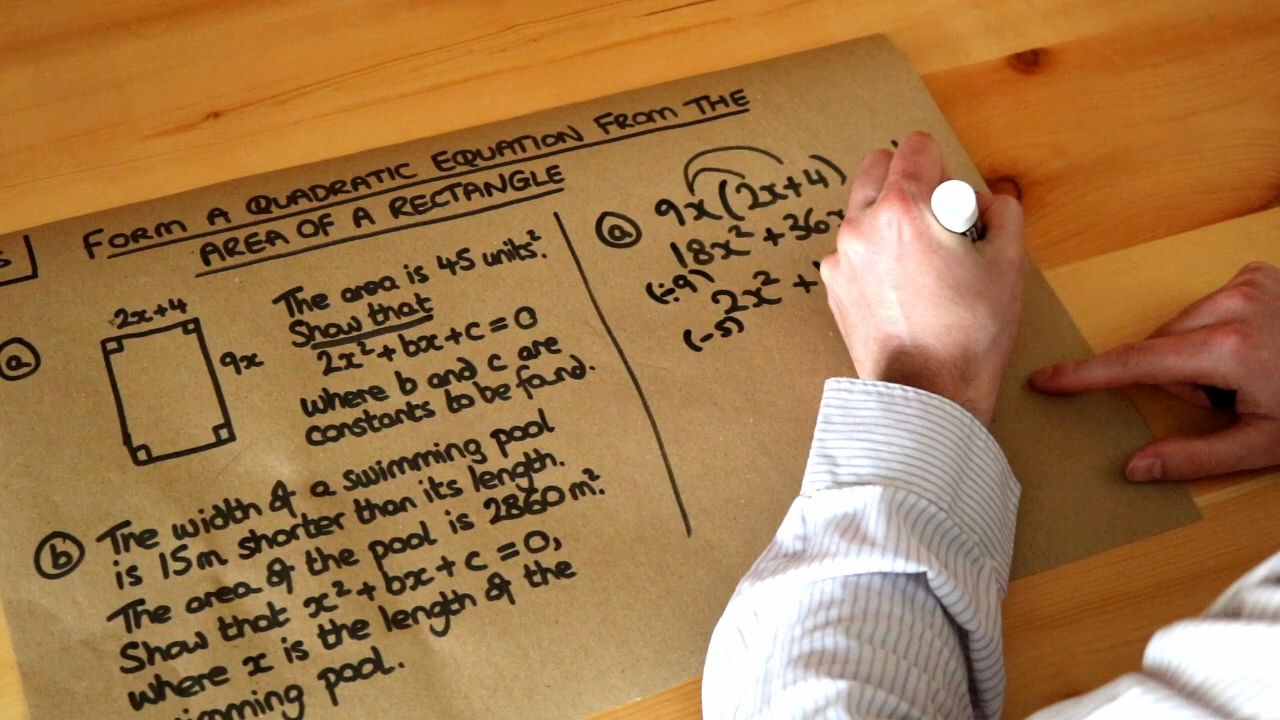 FORM A QUADRATIC EQUATION FROM THE
AREA OF A RECTANGLE
a
2x+4
9x
The area is 45 units².
Show that
2x²+bx+c=0
where b and c are
constants to be found.
b
The width of a swimming pool
is 15m shorter than its length.
The area of the pool is 2860m².
Show that x²+bx+c=0,
where x is the length of the
pool.
a
9x(2x+4)
18x²+36x
(÷9)
2x²+
(-5)